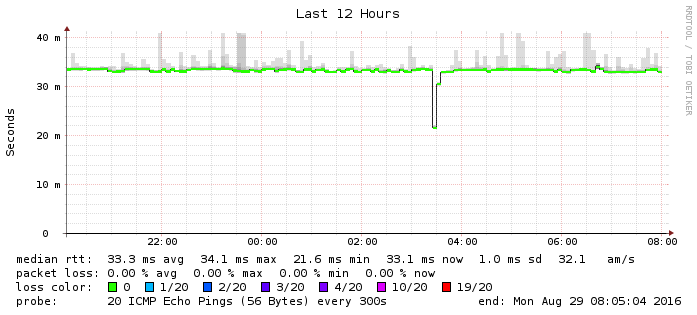 Last 12 Hours
RRDTOOL / TOBI OETIKER
Seconds
40 m
30 m
20 m
10 m
0
22:00 00:00 02:00 04:00 06:00 08:00
median rtt: 33.3 ms avg 34.1 ms max 21.6 ms min 33.1 ms now 1.0 ms sd 32.1 am/s
packet loss: 0.00 % avg 0.00 % max 0.00 % min 0.00 % now
loss color: 0 1/20 2/20 3/20 4/20 10/20 19/20
probe: 20 ICMP Echo Pings (56 Bytes) every 300s end: Mon Aug 29 08:05:04 2016